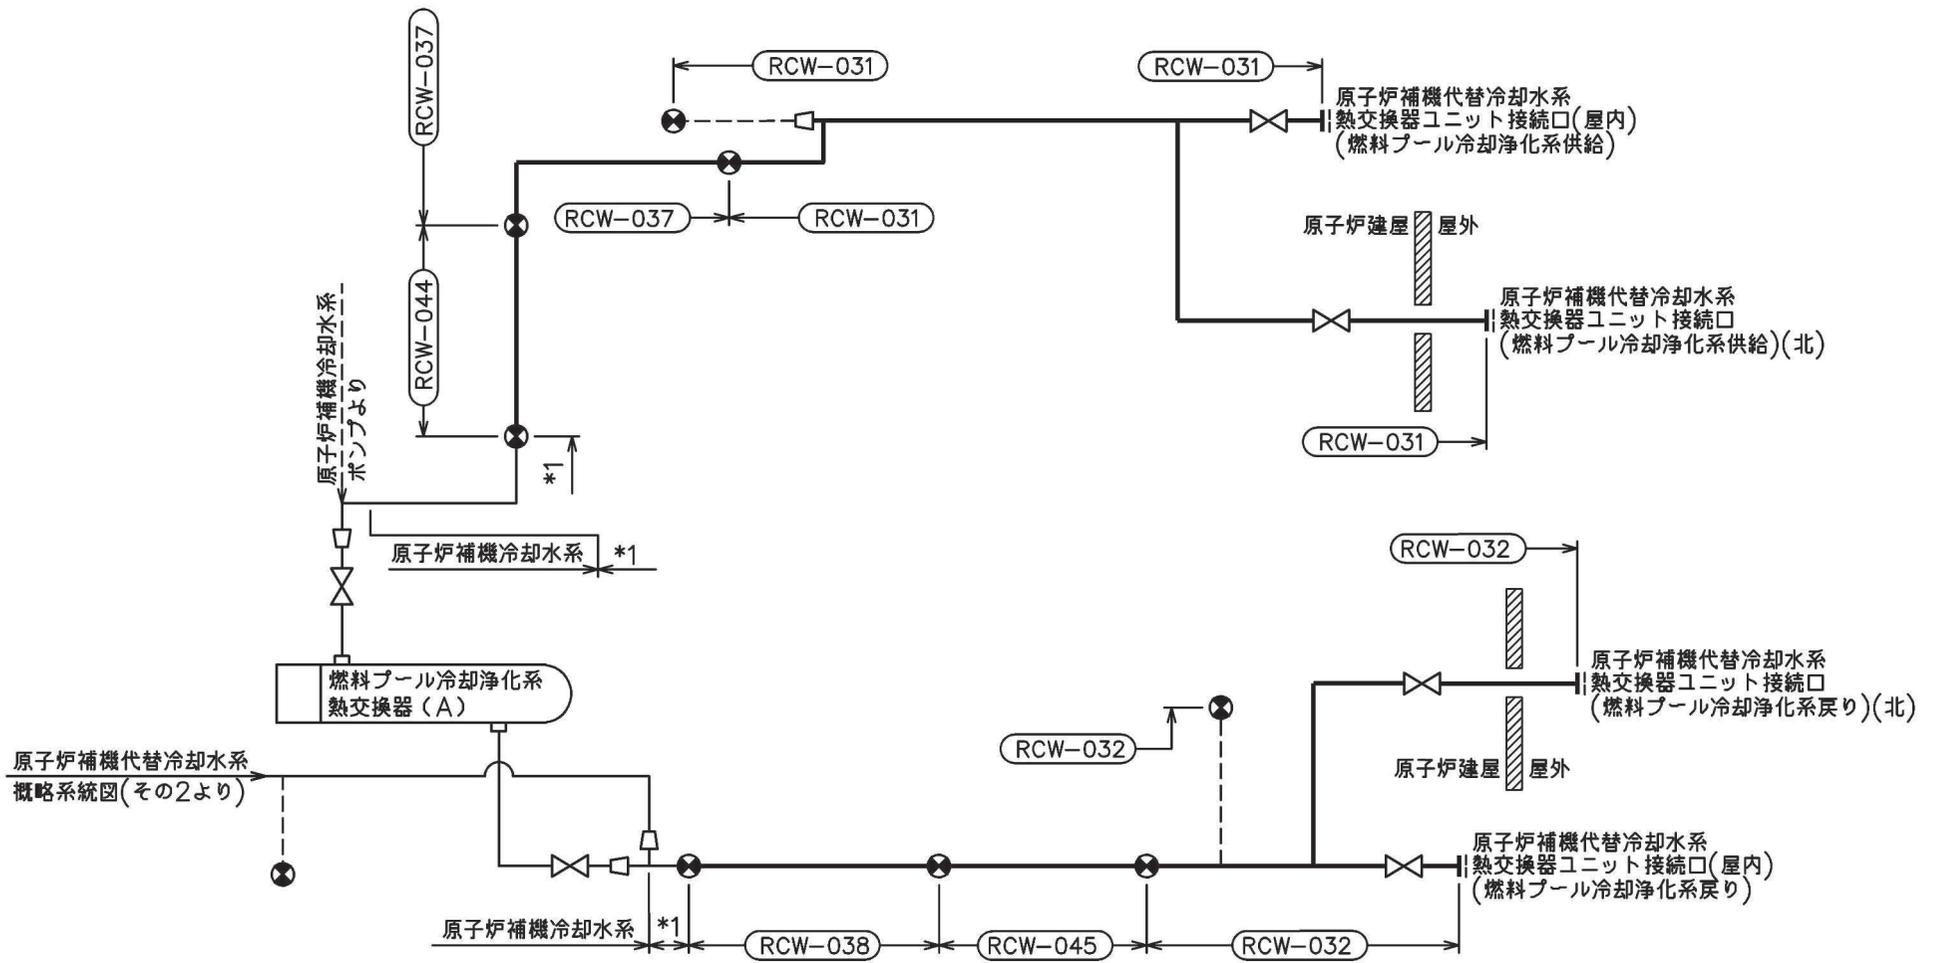 RCW-037
RCW-031
RCW-031
原子炉補機代替冷却水系
熱交換器ユニット接続口(屋内)
(燃料プール冷却浄化系供給)
RCW-037
RCW-031
原子炉建屋
屋外
RCW-044
原子炉補機代替冷却水系
熱交換器ユニット接続口
(燃料プール冷却浄化系供給)(北)
原子炉補機冷却水系
ポンプより
RCW-031
*1
原子炉補機冷却水系
*1
RCW-032
燃料プール冷却浄化系
熱交換器(A)
原子炉補機代替冷却水系
熱交換器ユニット接続口
(燃料プール冷却浄化系戻り)(北)
RCW-032
原子炉建屋
屋外
原子炉補機代替冷却水系
概略系統図(その2より)
原子炉補機代替冷却水系
熱交換器ユニット接続口(屋内)
(燃料プール冷却浄化系戻り)
原子炉補機冷却水系
*1
RCW-038
RCW-045
RCW-032